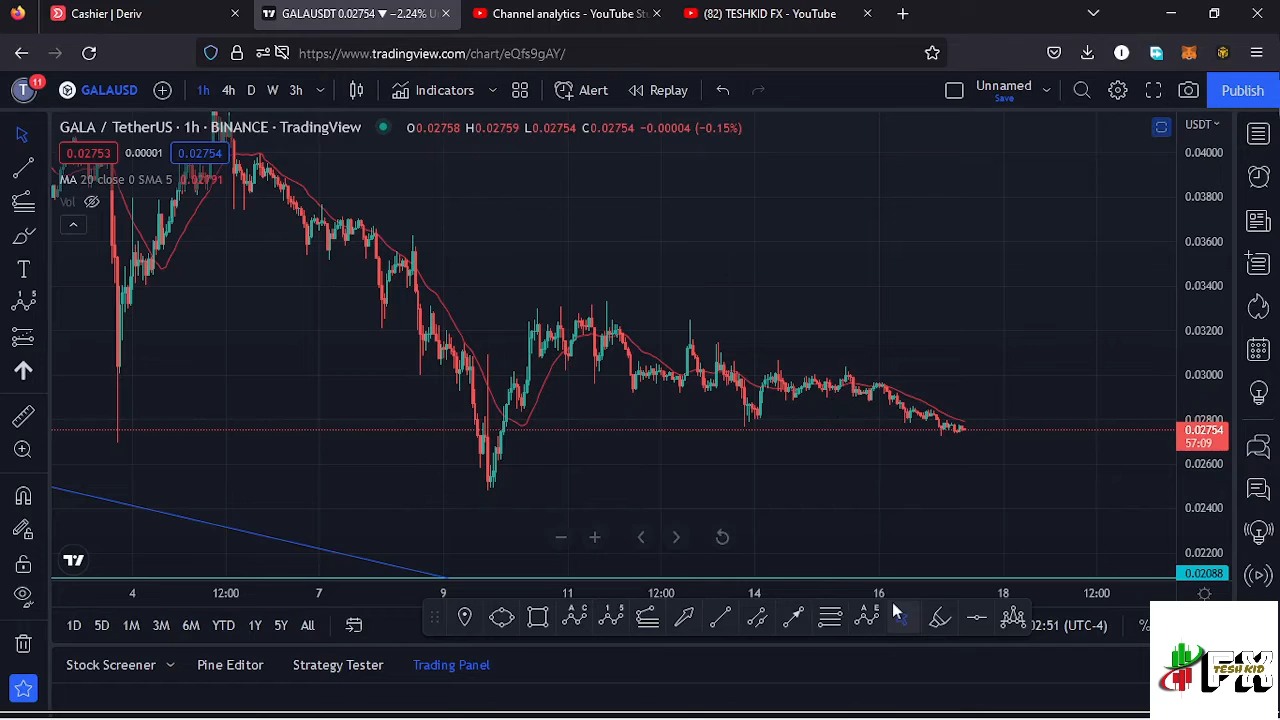 Cashier | Deriv
GALAUSDT 0.02754 ▼ −2.24% U
Channel analytics - YouTube St
(82) TESHKID FX - YouTube
https://www.tradingview.com/chart/eQfs9gAY/
11
T
GALAUSD
1h 4h D W 3h
Indicators
Alert
Replay
Unnamed
Save
Publish
GALA / TetherUS · 1h · BINANCE · TradingView
O0.02758 H0.02759 L0.02754 C0.02754 −0.00004 (−0.15%)
USDT
0.02753 0.00001 0.02754
MA 20 close 0 SMA 5 0.02791
Vol
0.04000
0.03800
0.03600
0.03400
0.03200
0.03000
0.02800
0.02754
57:09
0.02600
0.02400
0.02200
0.02088
4 12:00 7 9 11 12:00 14 16 18 12:00
1D 5D 1M 3M 6M YTD 1Y 5Y All
02:51 (UTC-4)
%
Stock Screener
Pine Editor
Strategy Tester
Trading Panel
FX
TESH KID